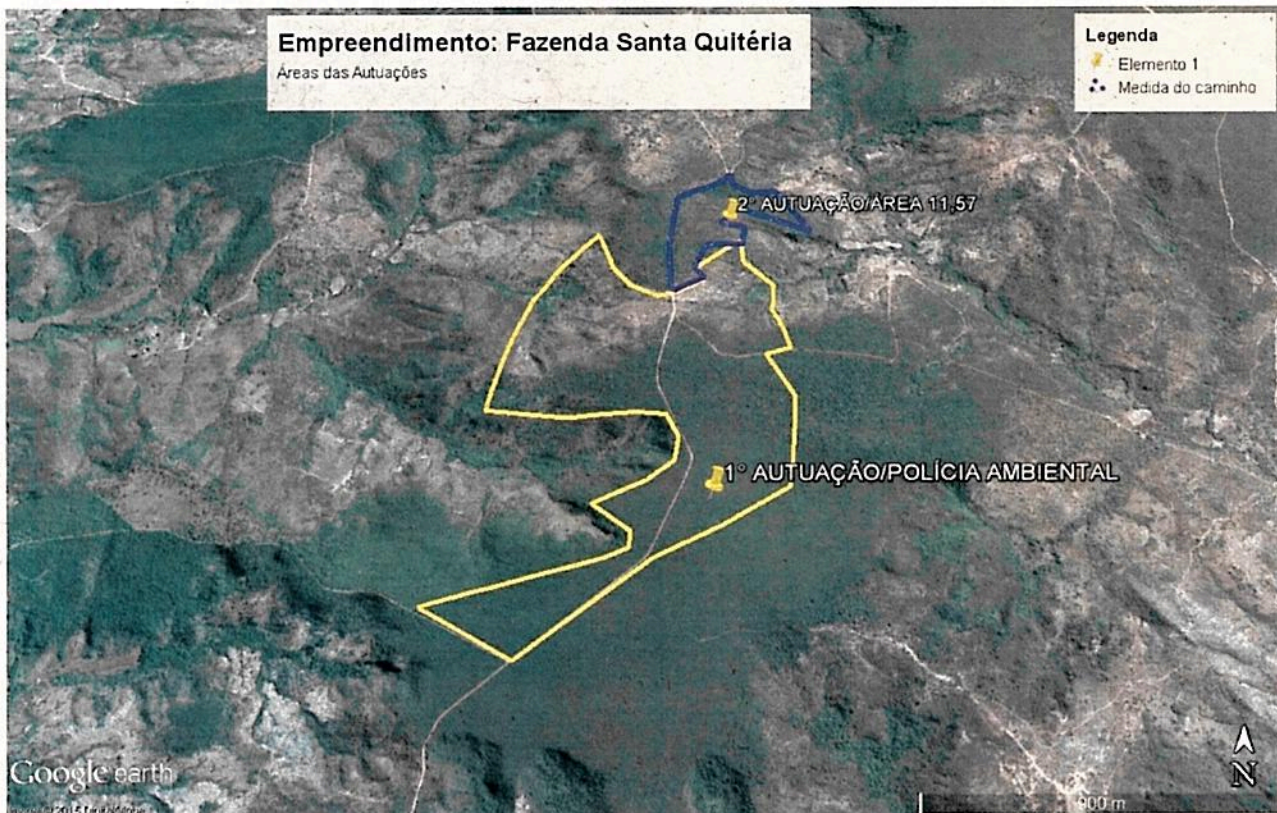 Empreendimento: Fazenda Santa Quitéria
Áreas das Autuações
Legenda
Elemento 1
Medida do caminho
2° AUTUAÇÃO/ÁREA 11,57
1° AUTUAÇÃO/POLÍCIA AMBIENTAL
Google earth
N
900 m